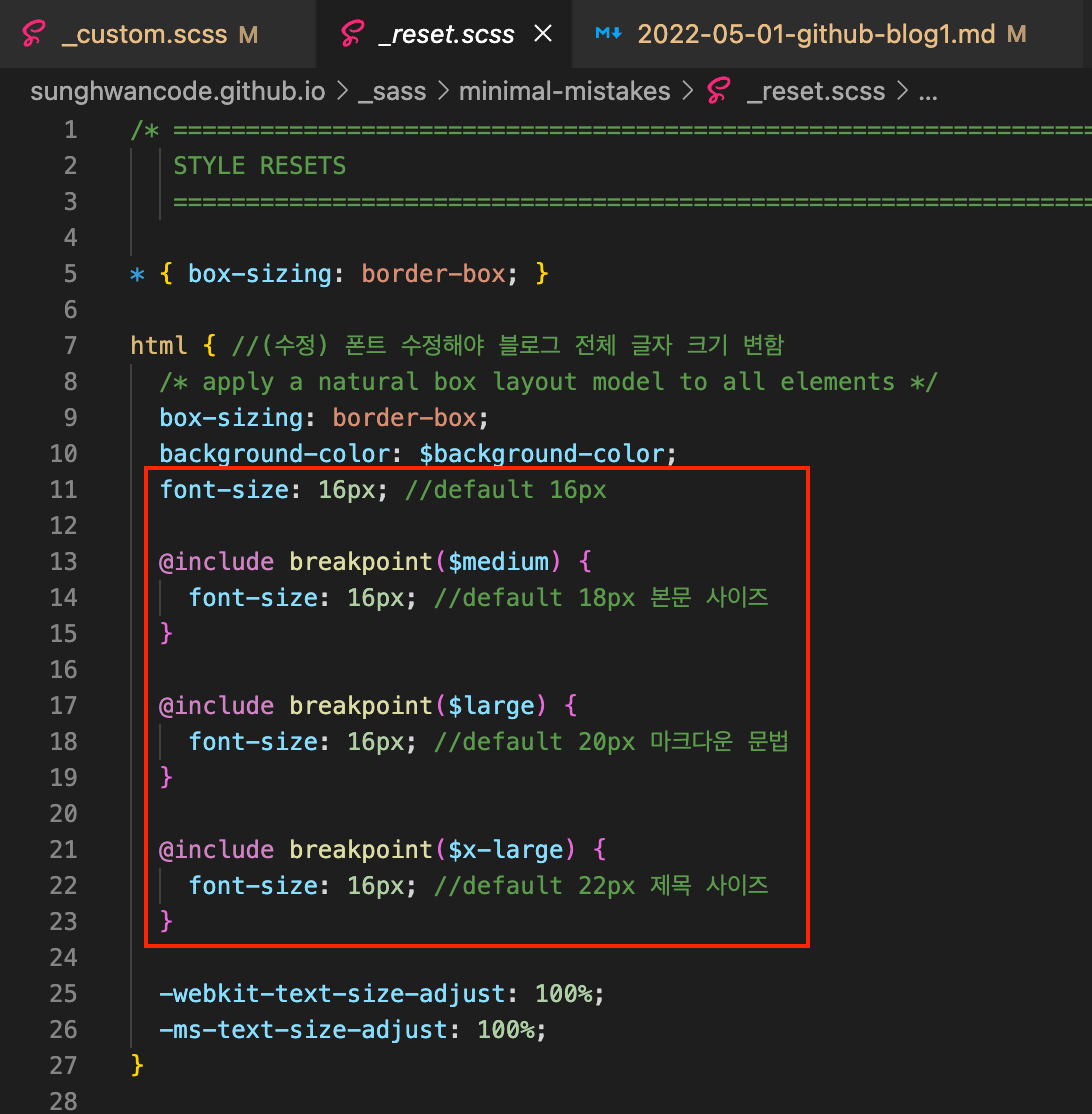 _custom.scss M
_reset.scss
2022-05-01-github-blog1.md M
sunghwancode.github.io > _sass > minimal-mistakes > _reset.scss > ...
1 /* ================================================================
2 STYLE RESETS
3 ================================================================
4
5 * { box-sizing: border-box; }
6
7 html { //(수정) 폰트 수정해야 블로그 전체 글자 크기 변함
8 /* apply a natural box layout model to all elements */
9 box-sizing: border-box;
10 background-color: $background-color;
11 font-size: 16px; //default 16px
12
13 @include breakpoint($medium) {
14 font-size: 16px; //default 18px 본문 사이즈
15 }
16
17 @include breakpoint($large) {
18 font-size: 16px; //default 20px 마크다운 문법
19 }
20
21 @include breakpoint($x-large) {
22 font-size: 16px; //default 22px 제목 사이즈
23 }
24
25 -webkit-text-size-adjust: 100%;
26 -ms-text-size-adjust: 100%;
27 }
28